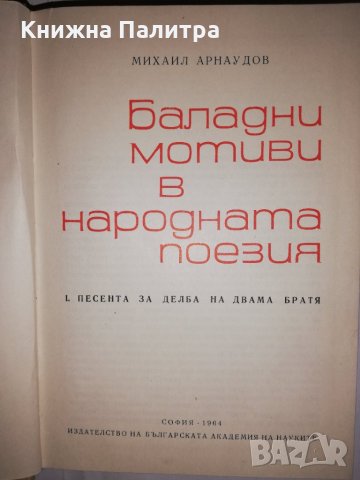 Книжна Палитра
МИХАИЛ АРНАУДОВ
Баладни
мотиви
в
народната
поезия
I. ПЕСЕНТА ЗА ДЕЛБА НА ДВАМА БРАТЯ
СОФИЯ · 1964
ИЗДАТЕЛСТВО НА БЪЛГАРСКАТА АКАДЕМИЯ НА НАУКИТЕ
BAZAR